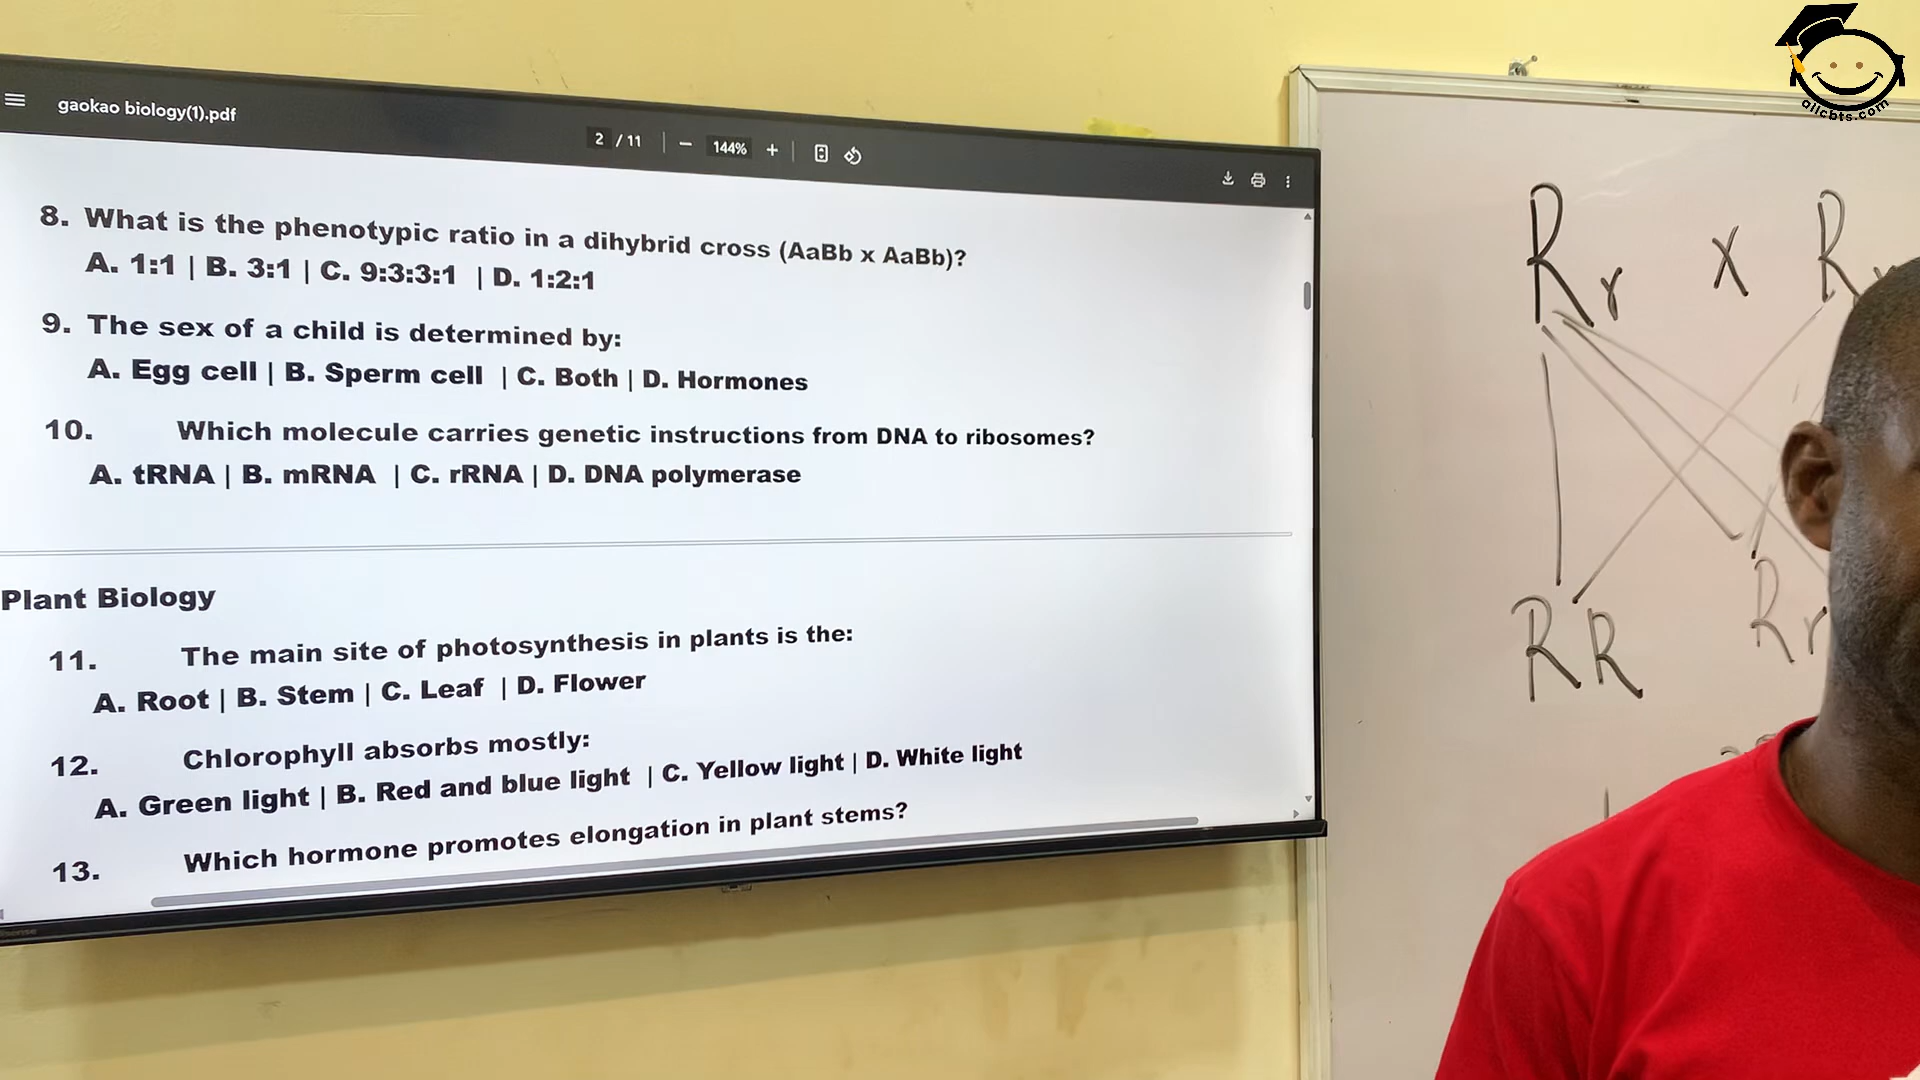 allcbts.com
gaokao biology(1).pdf
2 / 11
144%
8. What is the phenotypic ratio in a dihybrid cross (AaBb x AaBb)?
A. 1:1 | B. 3:1 | C. 9:3:3:1 | D. 1:2:1
9. The sex of a child is determined by:
A. Egg cell | B. Sperm cell | C. Both | D. Hormones
10. Which molecule carries genetic instructions from DNA to ribosomes?
A. tRNA | B. mRNA | C. rRNA | D. DNA polymerase
Plant Biology
11. The main site of photosynthesis in plants is the:
A. Root | B. Stem | C. Leaf | D. Flower
12. Chlorophyll absorbs mostly:
A. Green light | B. Red and blue light | C. Yellow light | D. White light
13. Which hormone promotes elongation in plant stems?
Rr x R
RR Rr